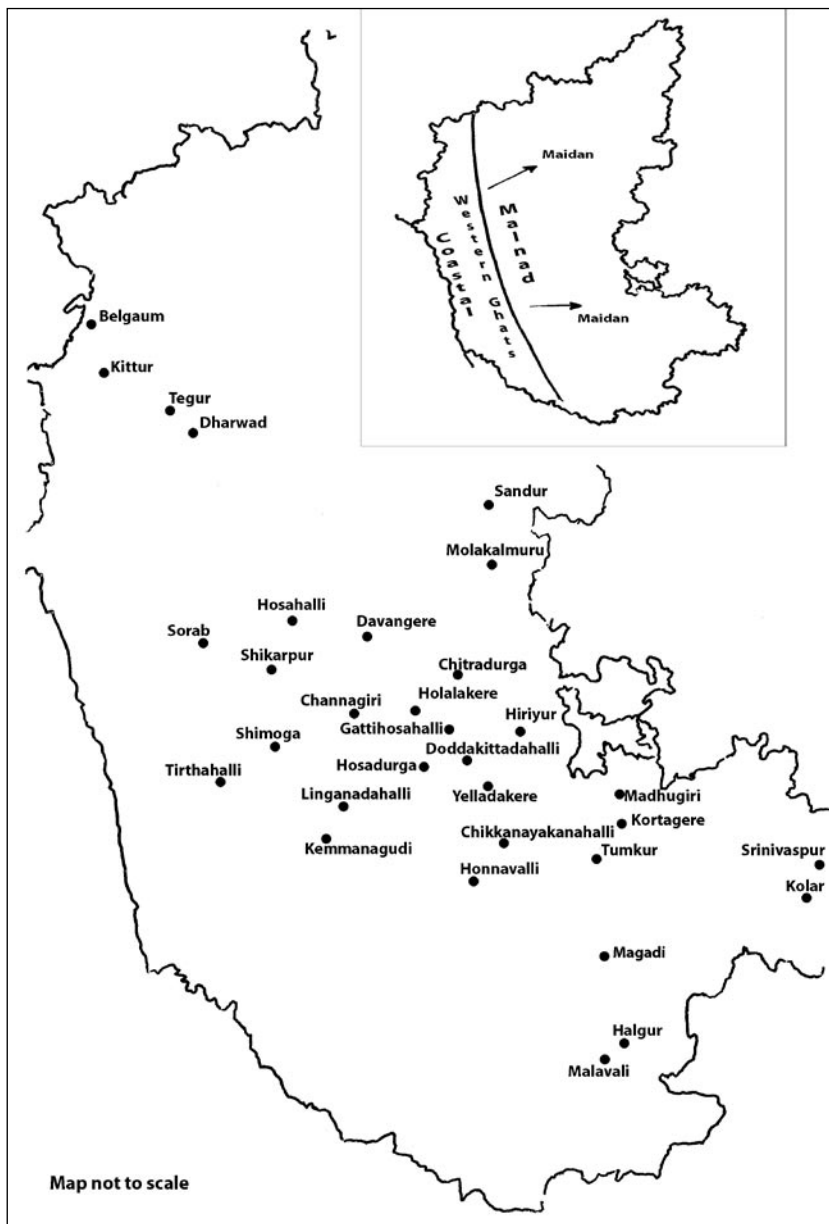 Maidan
Malnad
Western Ghats
Coastal
Maidan
Belgaum
Kittur
Tegur
Dharwad
Sandur
Molakalmuru
Hosahalli
Davangere
Sorab
Shikarpur
Chitradurga
Holalakere
Channagiri
Gattihosahalli
Hiriyur
Shimoga
Doddakittadahalli
Hosadurga
Tirthahalli
Yelladakere
Linganadahalli
Madhugiri
Kortagere
Chikkanayakanahalli
Kemmanagudi
Tumkur
Srinivaspur
Honnavalli
Kolar
Magadi
Halgur
Malavali
Map not to scale